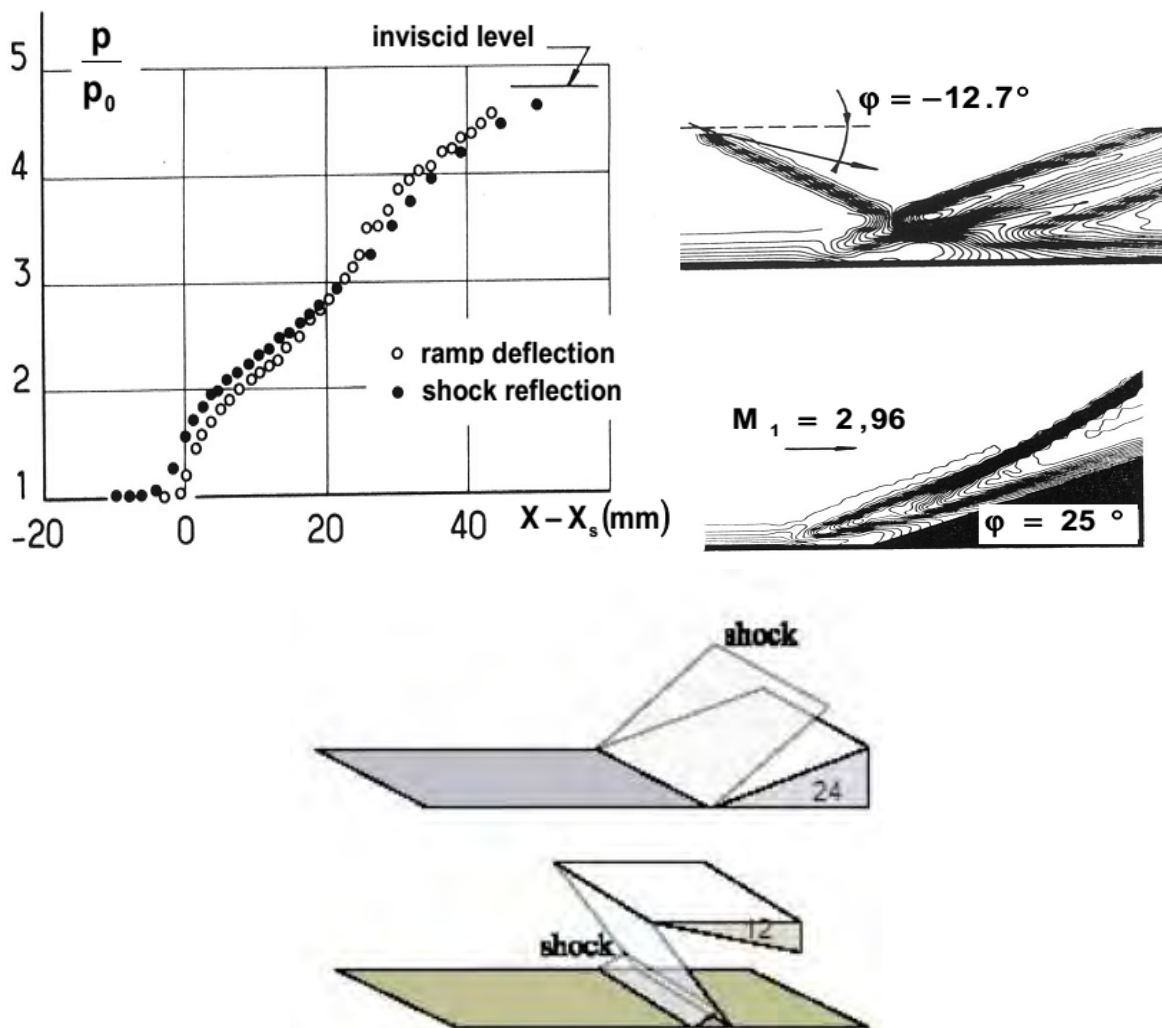 p
p0
5
4
3
2
1
-20
0
20
40
X – Xs (mm)
inviscid level
ramp deflection
shock reflection
φ = –12.7°
M 1 = 2,96
φ = 25 °
shock
24
12
shock